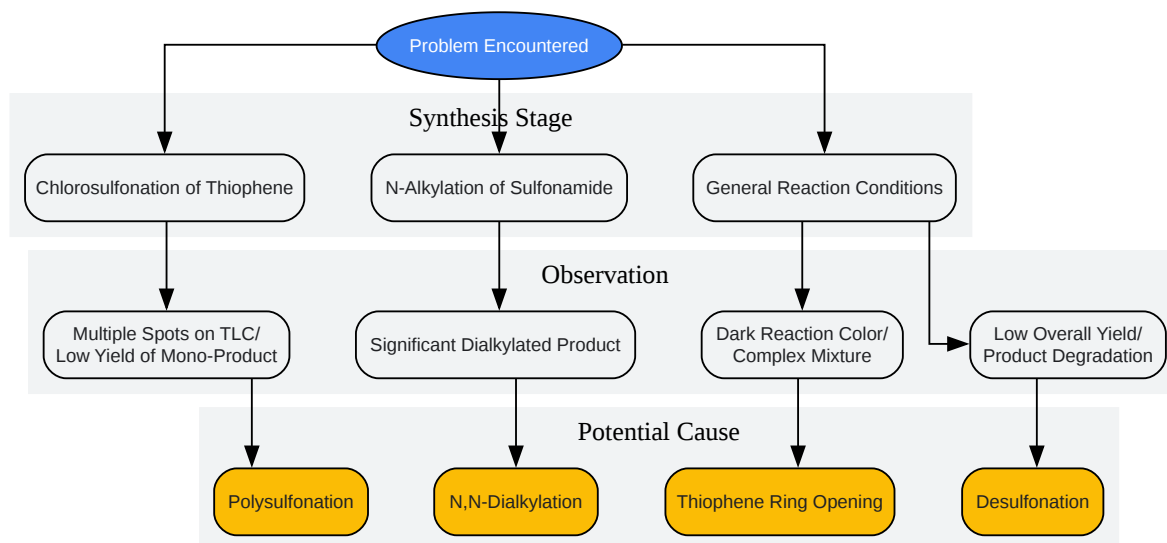 Problem Encountered
Synthesis Stage
Chlorosulfonation of Thiophene
N-Alkylation of Sulfonamide
General Reaction Conditions
Observation
Multiple Spots on TLC/
Low Yield of Mono-Product
Significant Dialkylated Product
Dark Reaction Color/
Complex Mixture
Low Overall Yield/
Product Degradation
Potential Cause
Polysulfonation
N,N-Dialkylation
Thiophene Ring Opening
Desulfonation